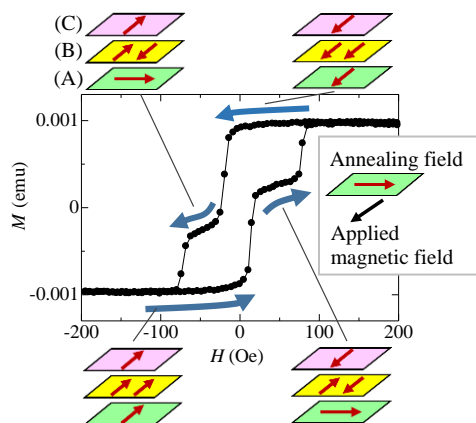 (C)
(B)
(A)
M (emu)
0.001
0
-0.001
Annealing field
Applied
magnetic field
-200 -100 0 100 200
H (Oe)